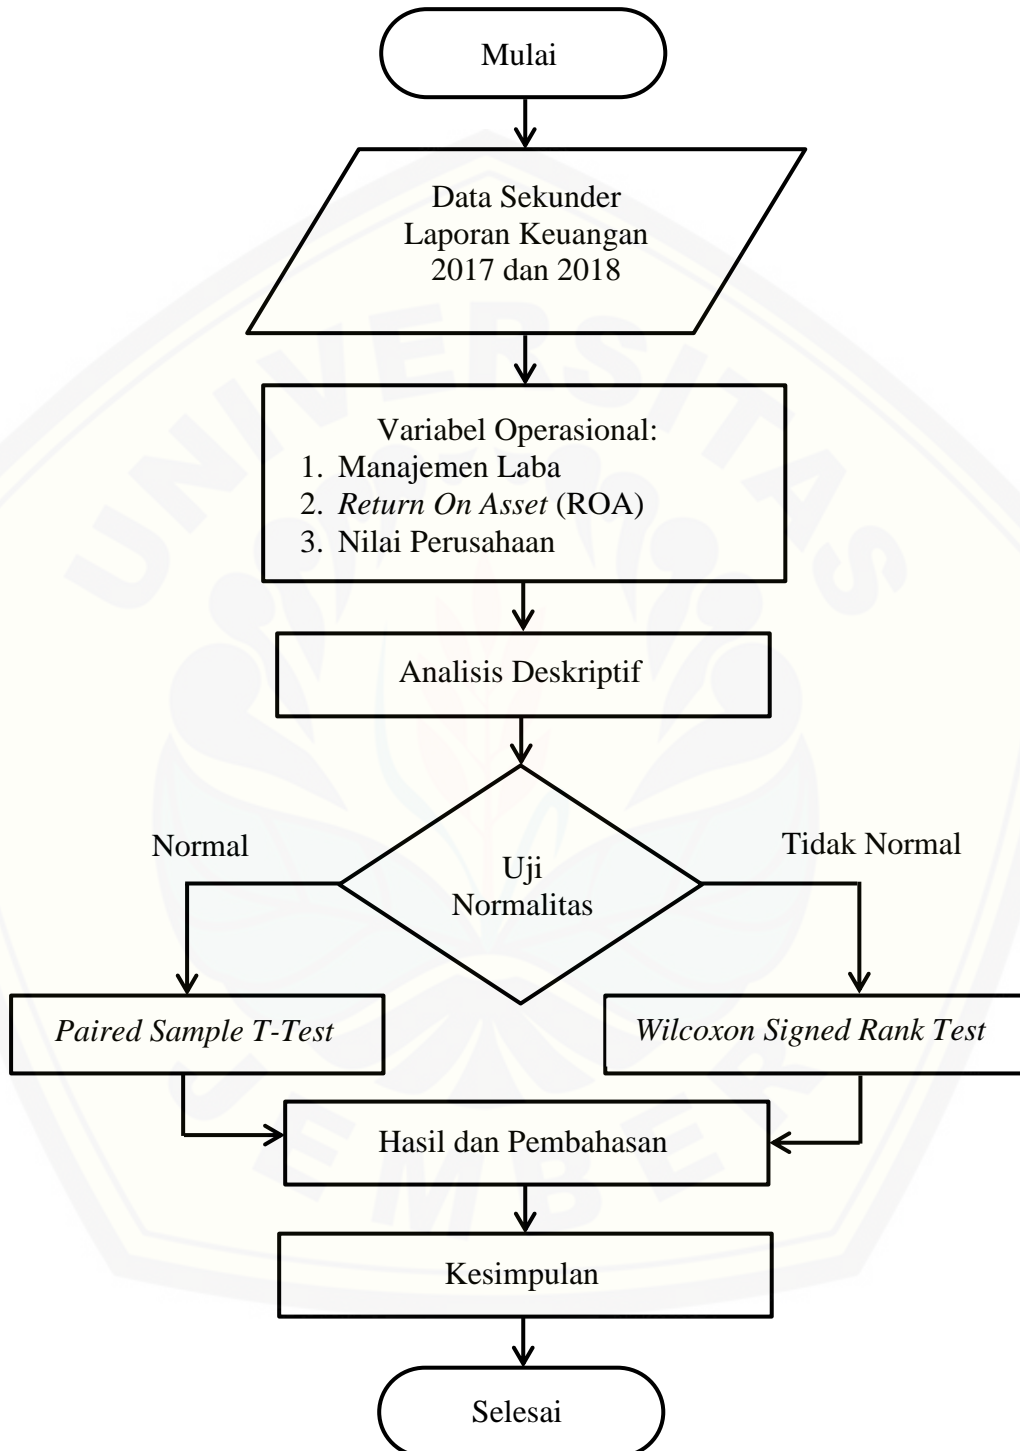 Mulai
Data Sekunder
Laporan Keuangan
2017 dan 2018
Variabel Operasional:
1. Manajemen Laba
2. Return On Asset (ROA)
3. Nilai Perusahaan
Analisis Deskriptif
Normal
Tidak Normal
Uji
Normalitas
Paired Sample T-Test
Wilcoxon Signed Rank Test
Hasil dan Pembahasan
Kesimpulan
Selesai
UNIVERSITAS
JEMBER